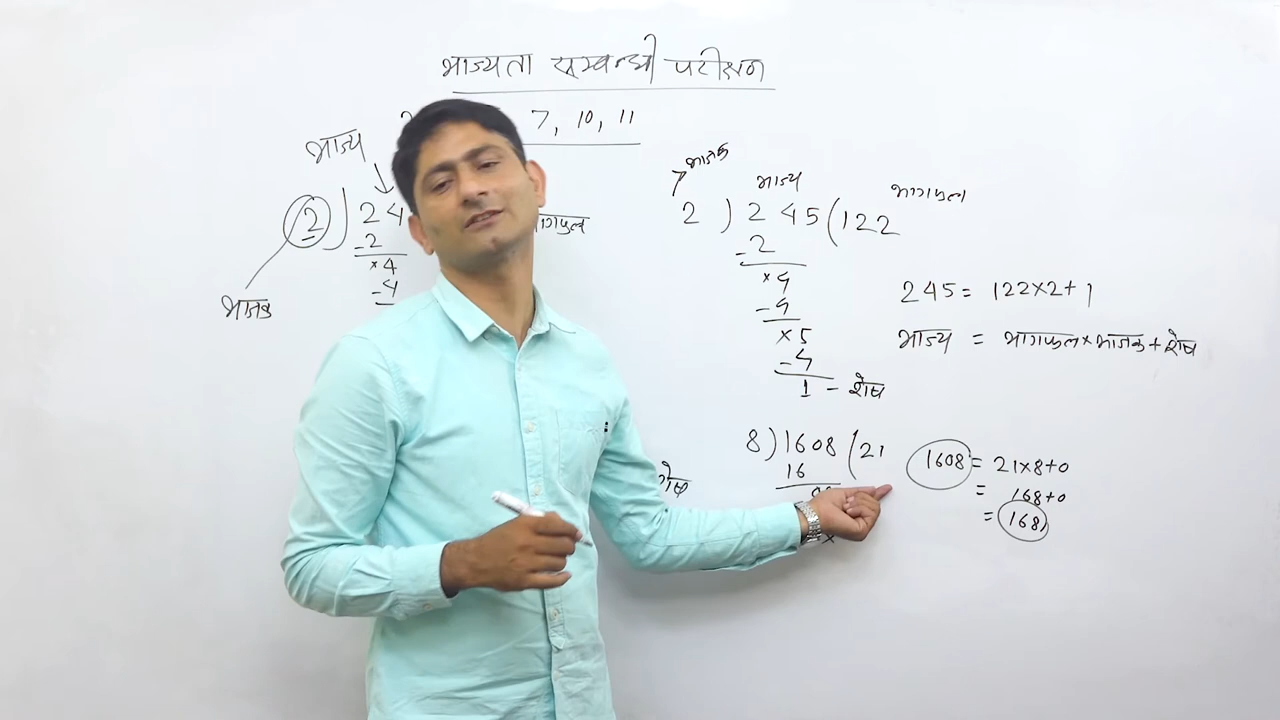 भाज्यता सम्बन्धी परीक्षण
7, 10, 11
भाज्य
2 ) 24
भागफल
-2
×4
-4
भाजक
भाजक
भाज्य
भागफल
2 ) 245 ( 122
-2
×4
-4
×5
-4
1 - शेष
245 = 122×2+1
भाज्य = भागफल×भाजक+शेष
शेष
8 ) 1608 ( 21
16
×
1608 = 21×8+0
= 168+0
= 168